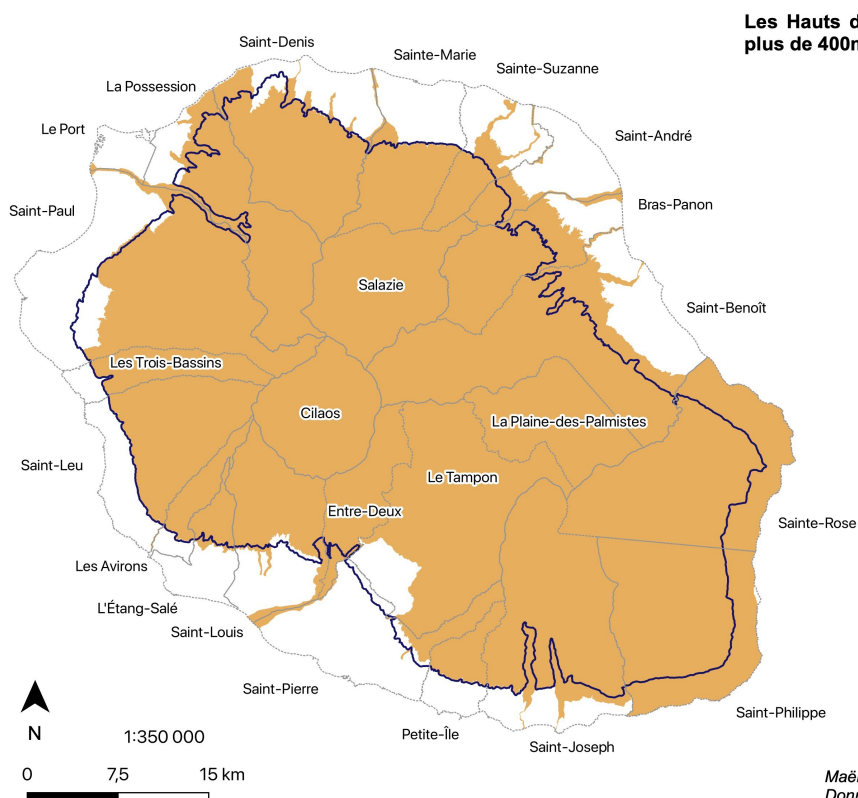 Les Hauts d
plus de 400m
Saint-Denis
Sainte-Marie
Sainte-Suzanne
La Possession
Le Port
Saint-André
Saint-Paul
Bras-Panon
Salazie
Saint-Benoît
Les Trois-Bassins
Cilaos
La Plaine-des-Palmistes
Saint-Leu
Le Tampon
Entre-Deux
Sainte-Rose
Les Avirons
L'Étang-Salé
Saint-Louis
Saint-Pierre
Saint-Philippe
Petite-Île
Saint-Joseph
N
1:350 000
0 7,5 15 km
Maël
Donn